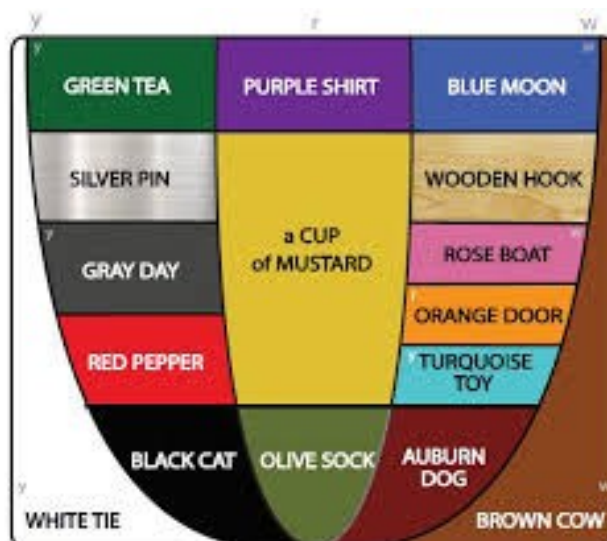 y r w
y w
GREEN TEA PURPLE SHIRT BLUE MOON
SILVER PIN WOODEN HOOK
a CUP
of MUSTARD
y w
GRAY DAY ROSE BOAT
ORANGE DOOR
RED PEPPER TURQUOISE
TOY
BLACK CAT OLIVE SOCK AUBURN
DOG
y w
WHITE TIE BROWN COW